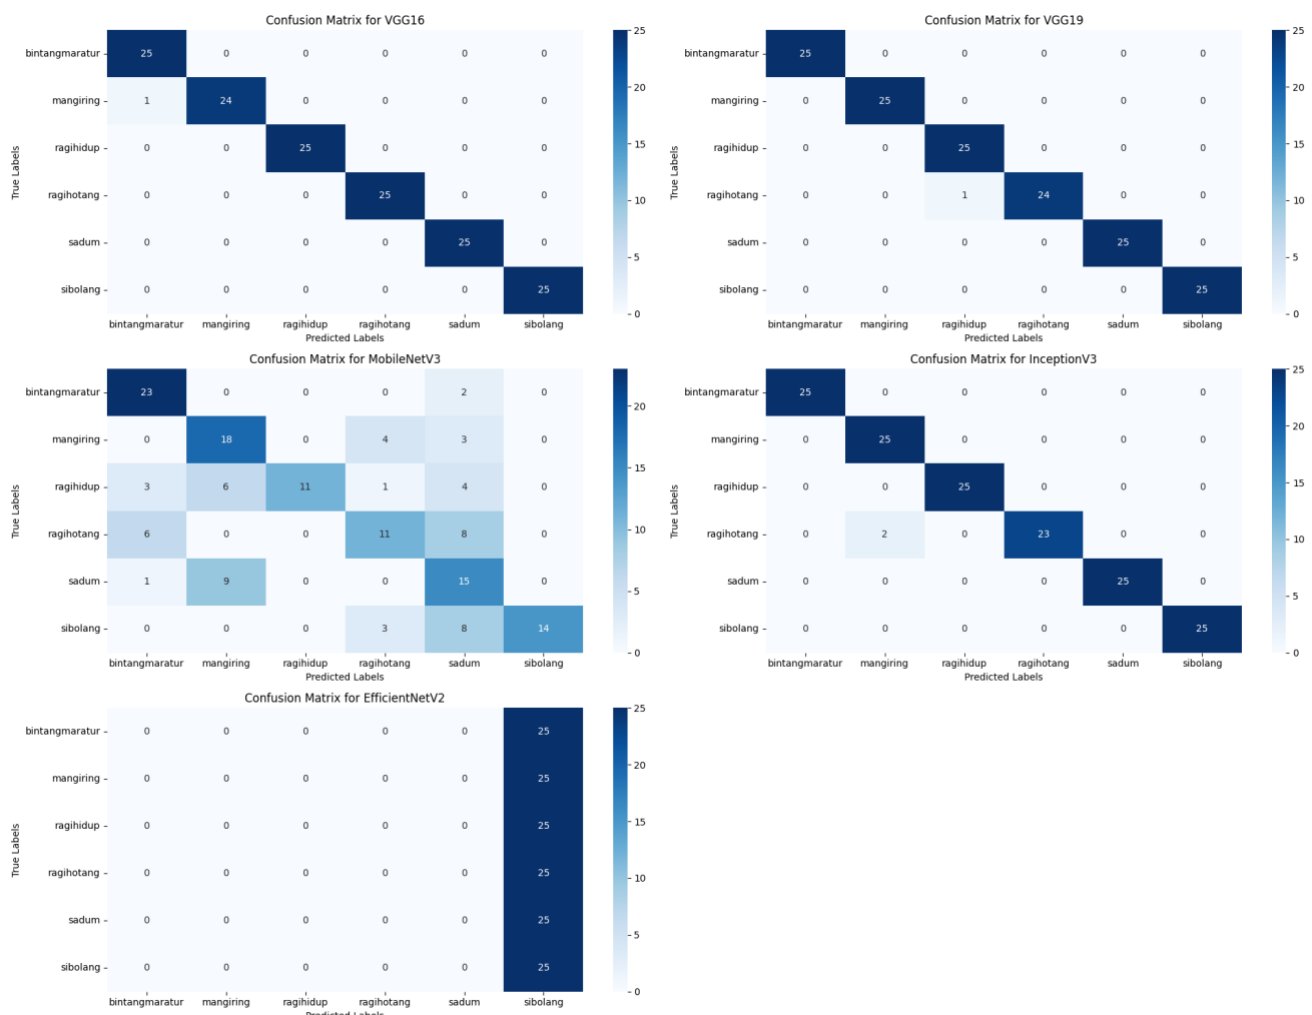 Confusion Matrix for VGG16
True Labels
bintangmaratur 25 0 0 0 0 0
mangiring 1 24 0 0 0 0
ragihidup 0 0 25 0 0 0
ragihotang 0 0 0 25 0 0
sadum 0 0 0 0 25 0
sibolang 0 0 0 0 0 25
bintangmaratur mangiring ragihidup ragihotang sadum sibolang
Predicted Labels
25
20
15
10
5
0
Confusion Matrix for VGG19
True Labels
bintangmaratur 25 0 0 0 0 0
mangiring 0 25 0 0 0 0
ragihidup 0 0 25 0 0 0
ragihotang 0 0 1 24 0 0
sadum 0 0 0 0 25 0
sibolang 0 0 0 0 0 25
bintangmaratur mangiring ragihidup ragihotang sadum sibolang
Predicted Labels
25
20
15
10
5
0
Confusion Matrix for MobileNetV3
True Labels
bintangmaratur 23 0 0 0 2 0
mangiring 0 18 0 4 3 0
ragihidup 3 6 11 1 4 0
ragihotang 6 0 0 11 8 0
sadum 1 9 0 0 15 0
sibolang 0 0 0 3 8 14
bintangmaratur mangiring ragihidup ragihotang sadum sibolang
Predicted Labels
20
15
10
5
0
Confusion Matrix for InceptionV3
True Labels
bintangmaratur 25 0 0 0 0 0
mangiring 0 25 0 0 0 0
ragihidup 0 0 25 0 0 0
ragihotang 0 2 0 23 0 0
sadum 0 0 0 0 25 0
sibolang 0 0 0 0 0 25
bintangmaratur mangiring ragihidup ragihotang sadum sibolang
Predicted Labels
25
20
15
10
5
0
Confusion Matrix for EfficientNetV2
True Labels
bintangmaratur 0 0 0 0 0 25
mangiring 0 0 0 0 0 25
ragihidup 0 0 0 0 0 25
ragihotang 0 0 0 0 0 25
sadum 0 0 0 0 0 25
sibolang 0 0 0 0 0 25
bintangmaratur mangiring ragihidup ragihotang sadum sibolang
Predicted Labels
25
20
15
10
5
0